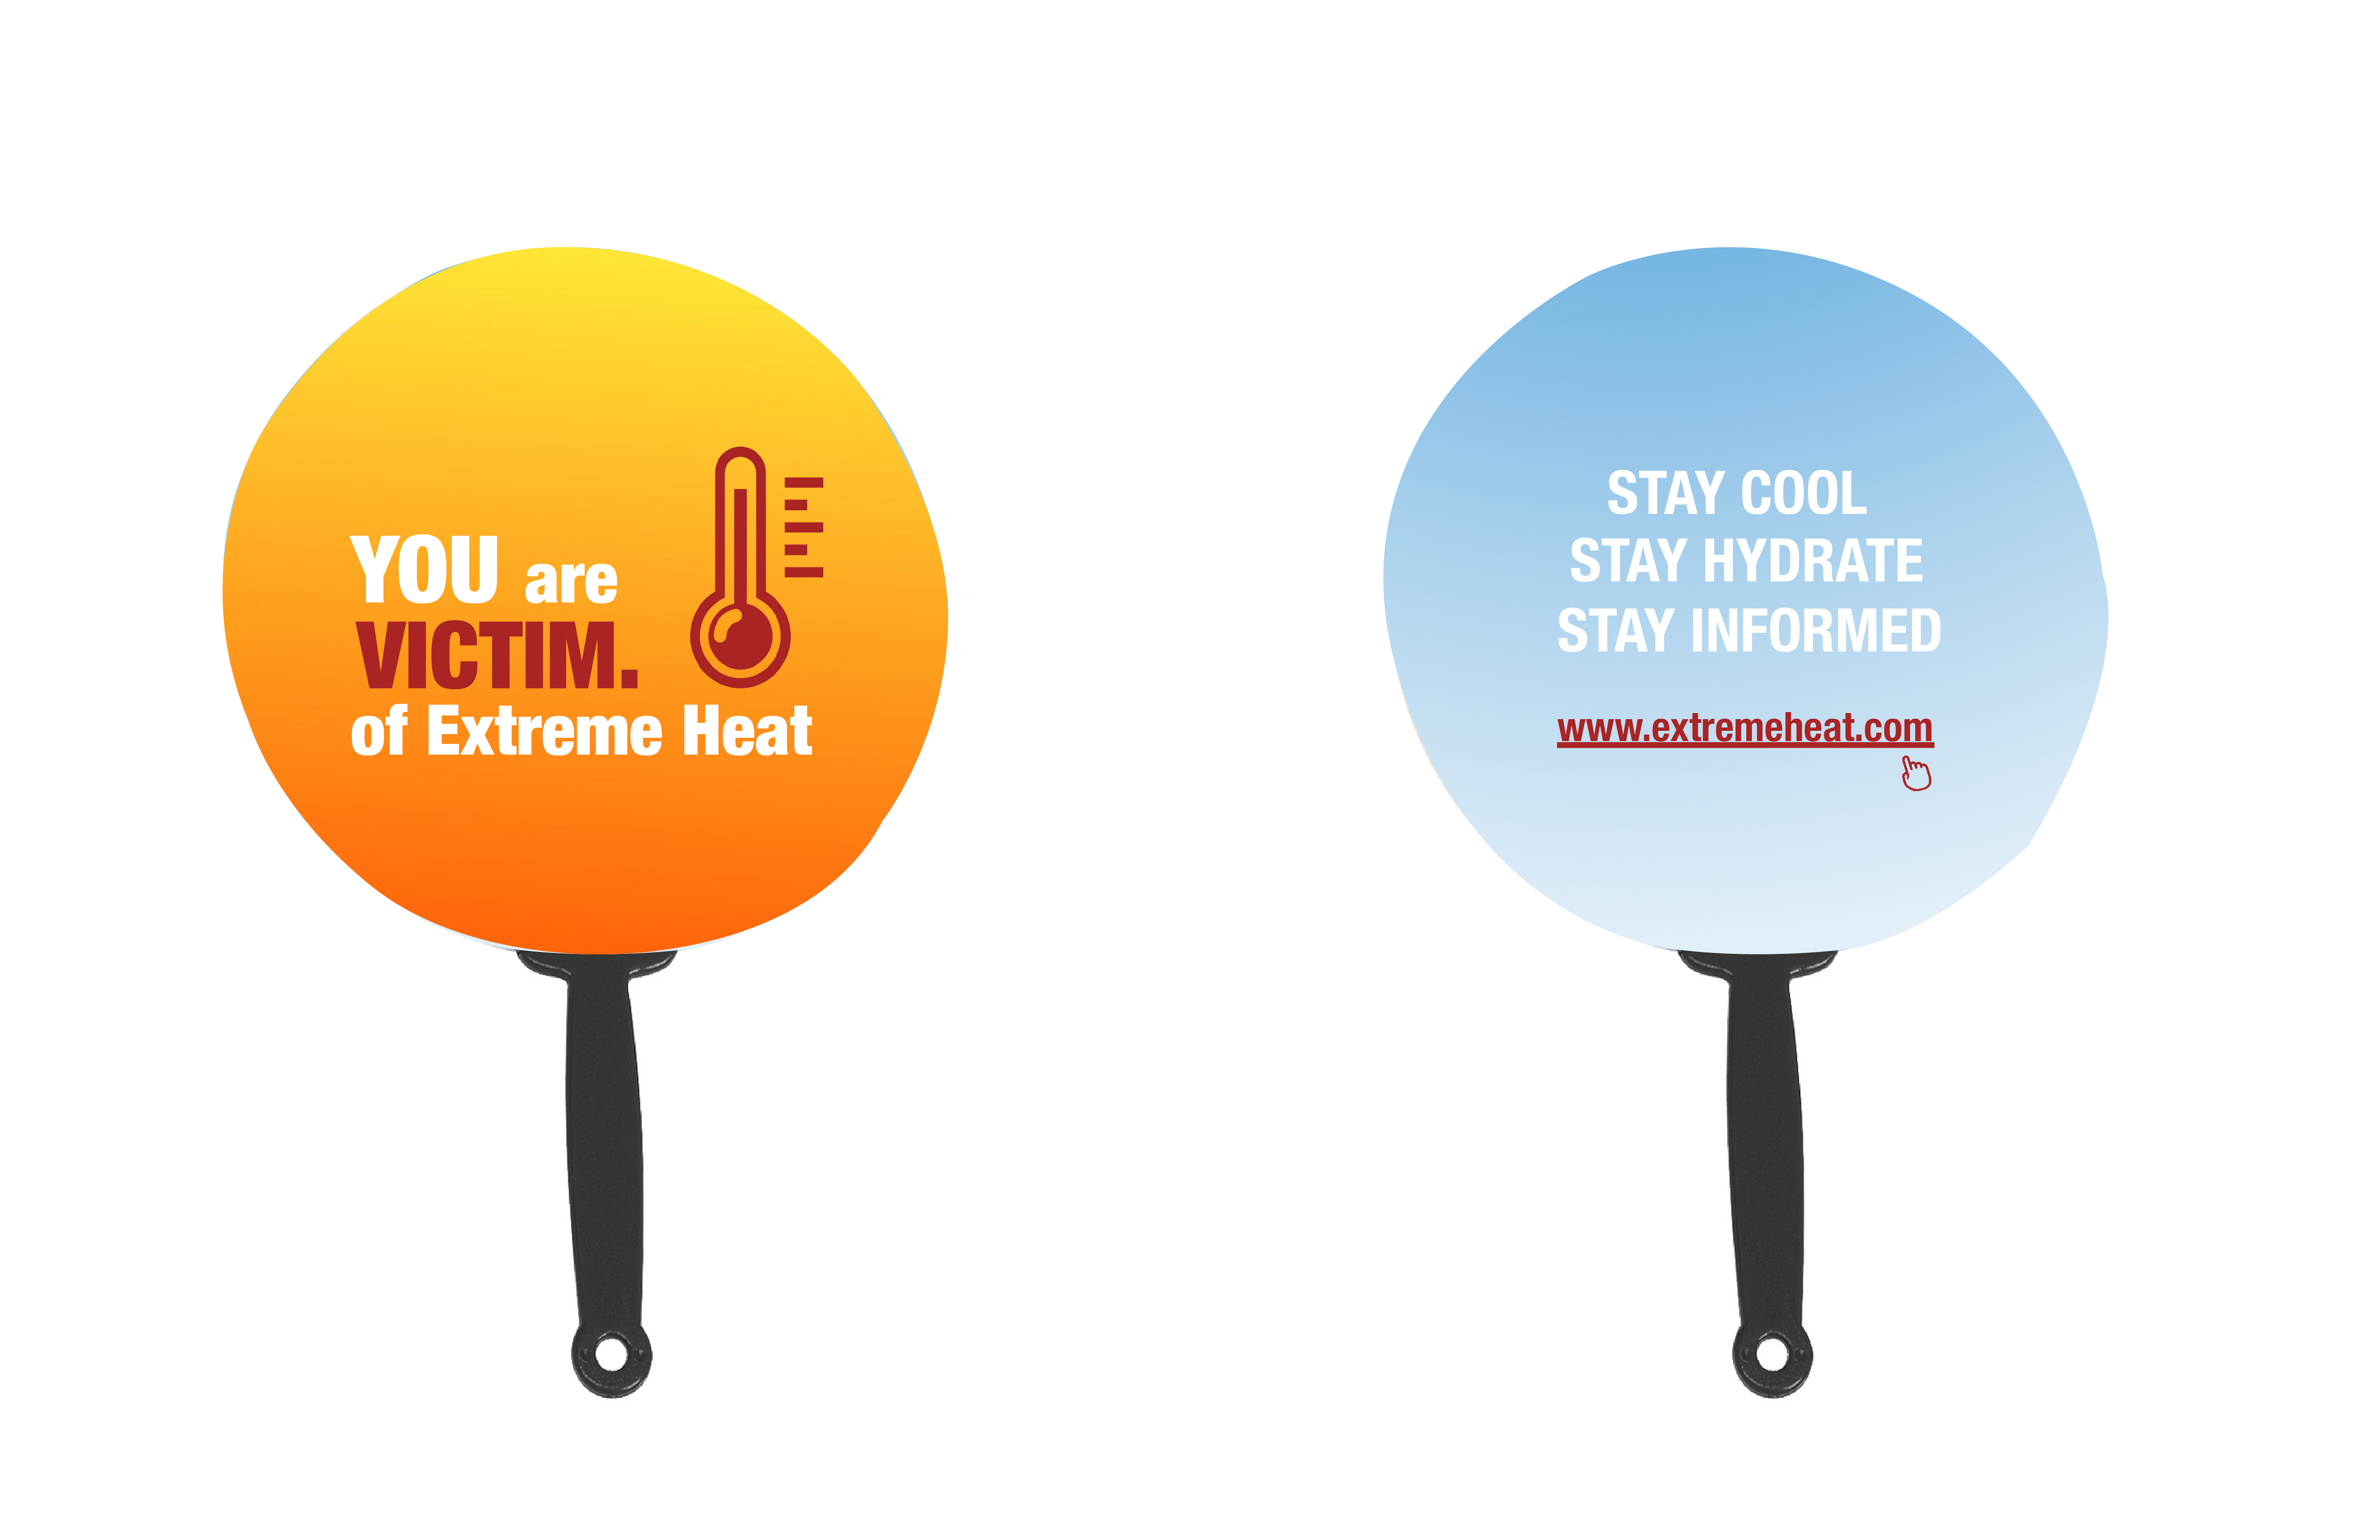 YOU are
VICTIM.
of Extreme Heat
STAY COOL
STAY HYDRATE
STAY INFORMED
www.extremeheat.com